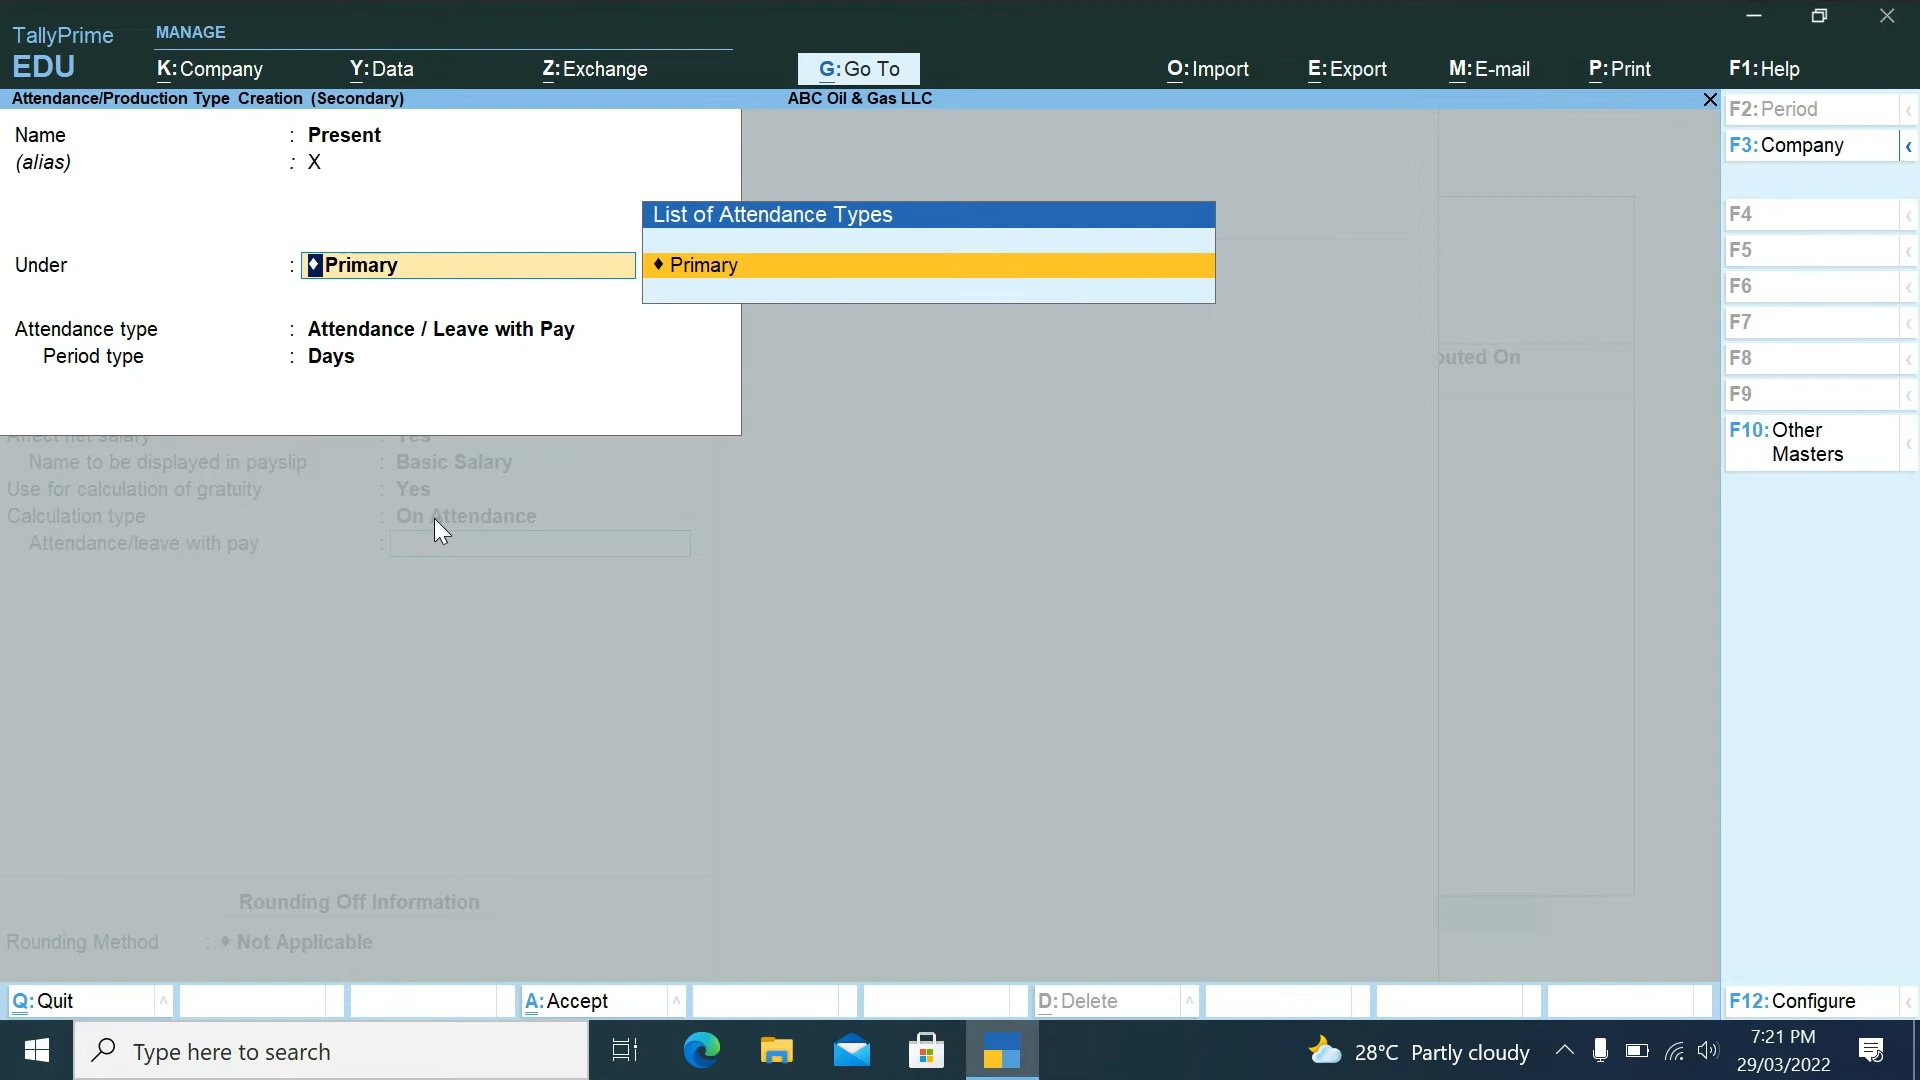 TallyPrime
EDU
MANAGE
K:Company
Y:Data
Z:Exchange
G:Go To
O:Import
E:Export
M:E-mail
P:Print
F1:Help
Attendance/Production Type Creation (Secondary)
ABC Oil & Gas LLC
Name : Present
(alias) : X
Under : ♦ Primary
List of Attendance Types
♦ Primary
Attendance type : Attendance / Leave with Pay
Period type : Days
Affect net salary : Yes
Name to be displayed in payslip : Basic Salary
Use for calculation of gratuity : Yes
Calculation type : On Attendance
Attendance/leave with pay :
Rounding Off Information
Rounding Method : ♦ Not Applicable
F2:Period
F3:Company
F4
F5
F6
F7
F8
F9
F10:Other
Masters
Q:Quit
A:Accept
D:Delete
F12:Configure
Type here to search
28°C Partly cloudy
7:21 PM
29/03/2022